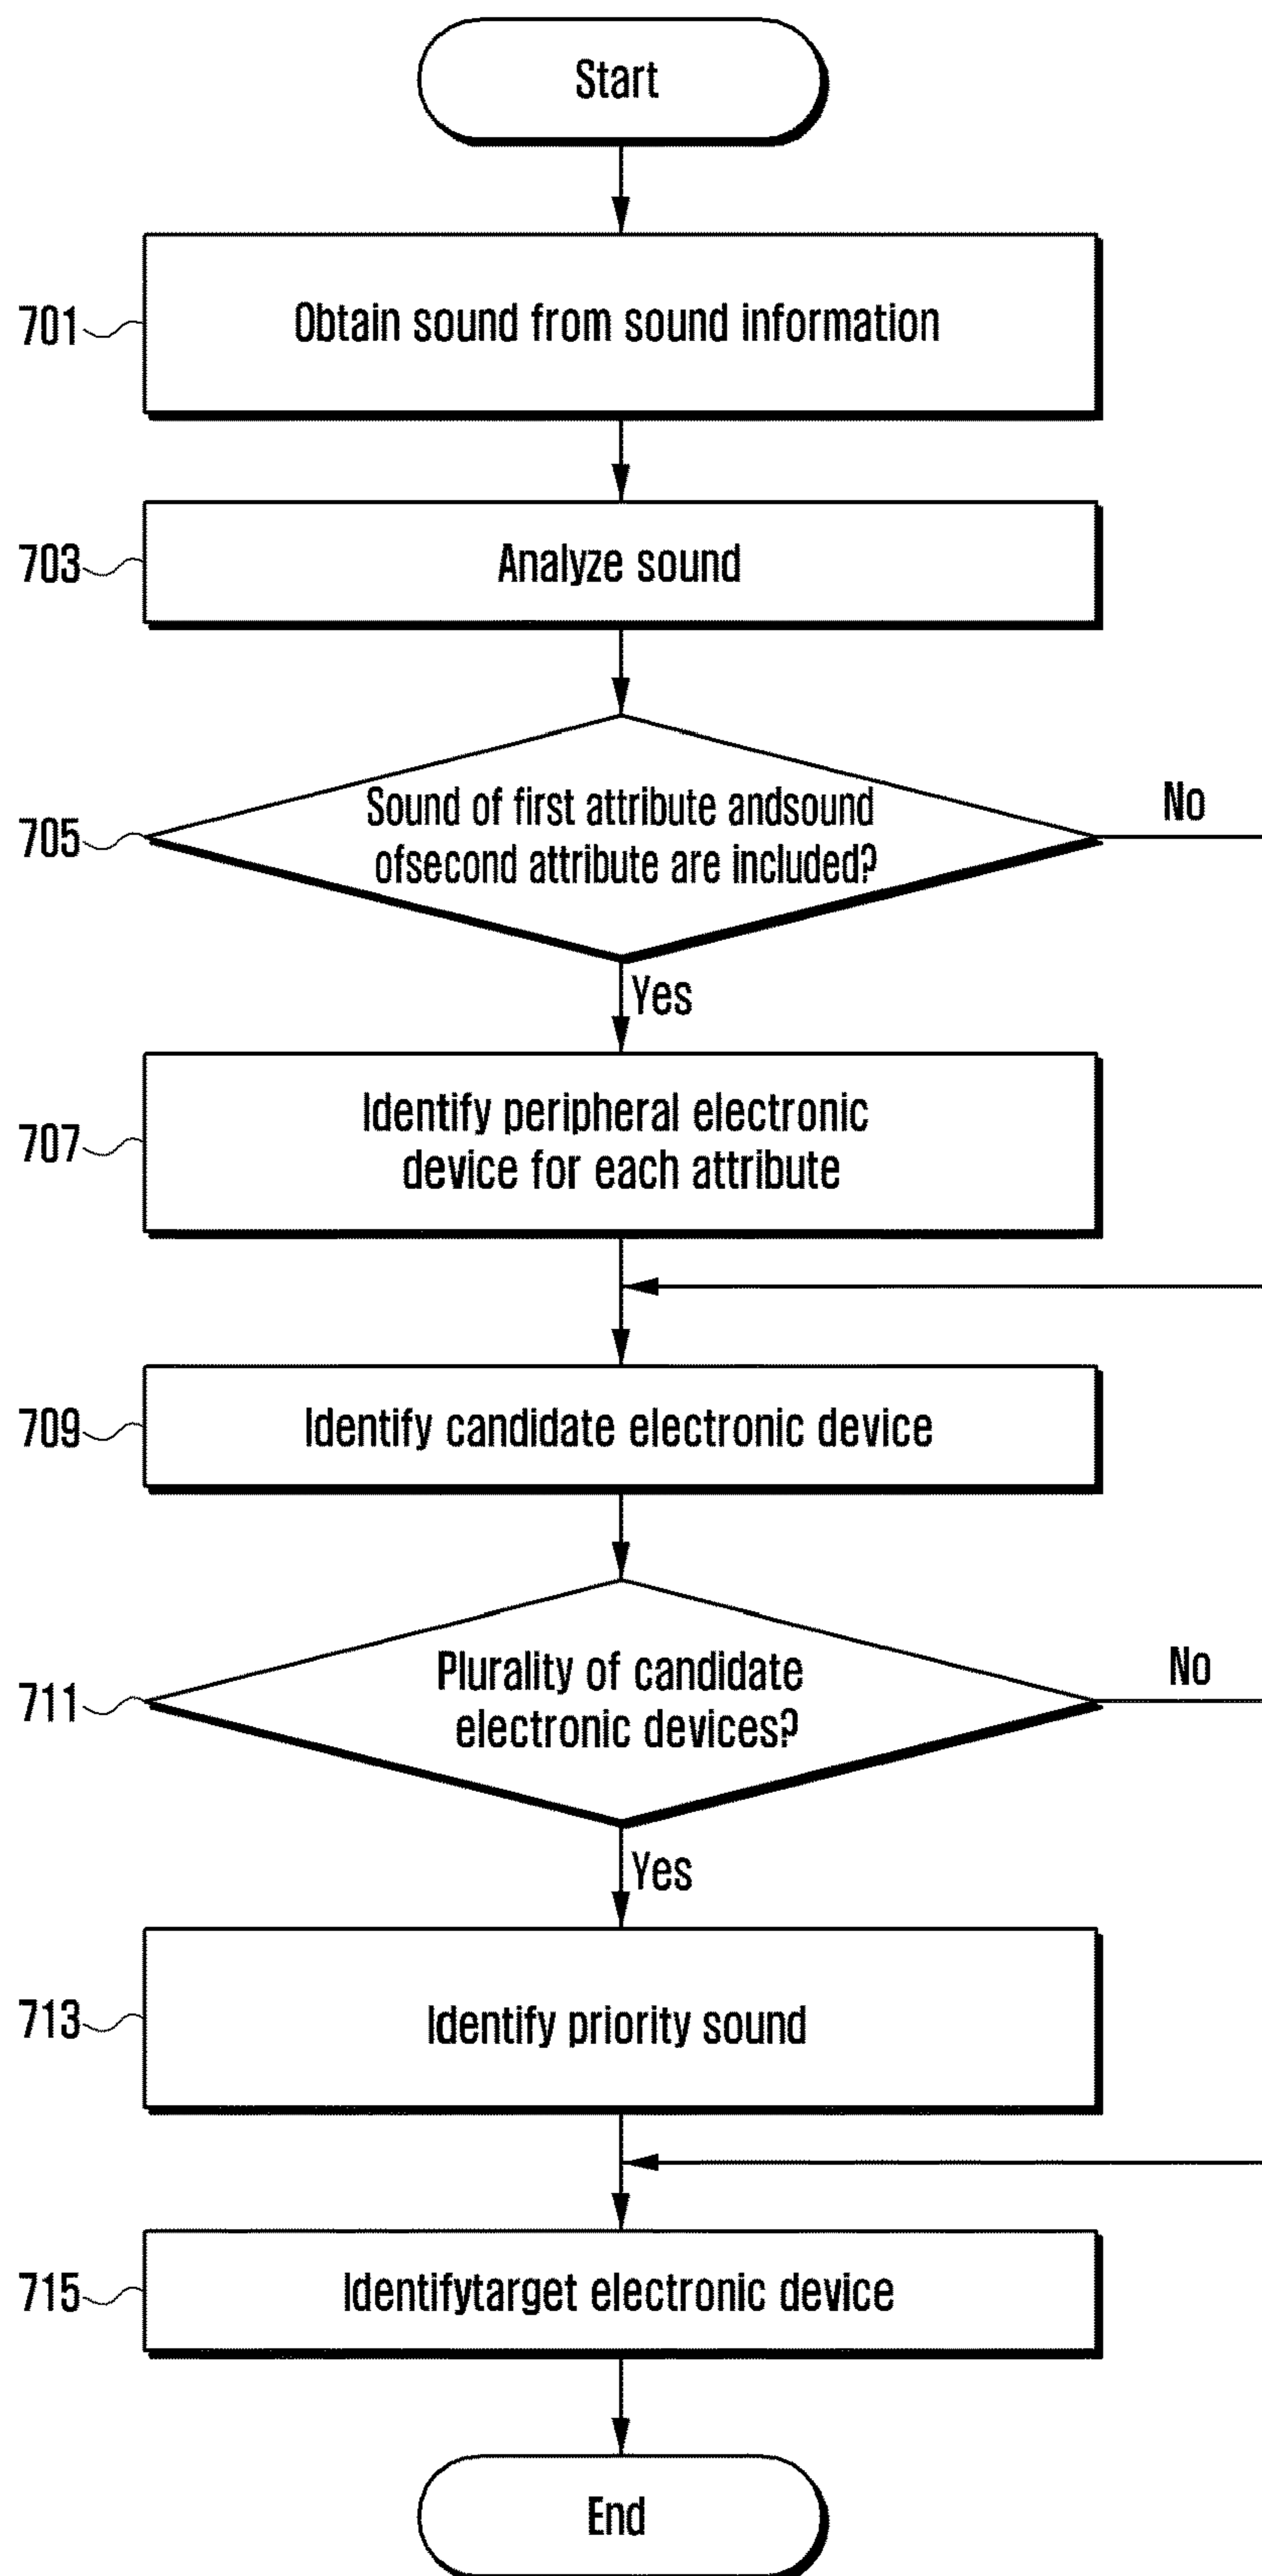 Start
701
Obtain sound from sound information
703
Analyze sound
705
Sound of first attribute andsound
ofsecond attribute are included?
No
Yes
707
Identify peripheral electronic
device for each attribute
709
Identify candidate electronic device
711
Plurality of candidate
electronic devices?
No
Yes
713
Identify priority sound
715
Identifytarget electronic device
End